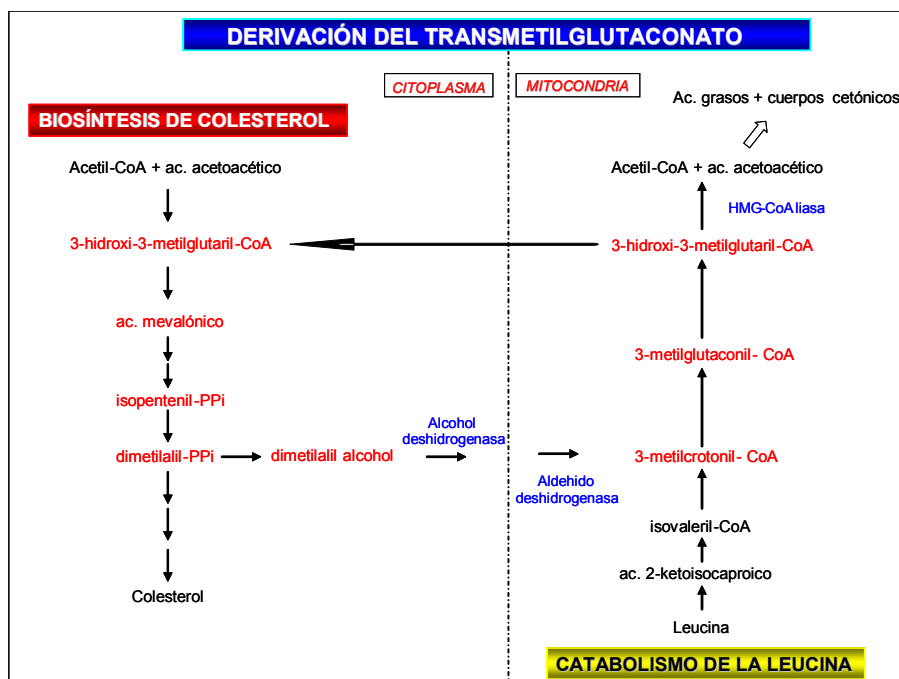 DERIVACIÓN DEL TRANSMETILGLUTACONATO
CITOPLASMA
MITOCONDRIA
Ac. grasos + cuerpos cetónicos
BIOSÍNTESIS DE COLESTEROL
Acetil-CoA + ac. acetoacético
Acetil-CoA + ac. acetoacético
HMG-CoA liasa
3-hidroxi-3-metilglutaril-CoA
3-hidroxi-3-metilglutaril-CoA
ac. mevalónico
3-metilglutaconil- CoA
isopentenil-PPi
Alcohol
deshidrogenasa
dimetilalil-PPi
dimetilalil alcohol
3-metilcrotonil- CoA
Aldehido
deshidrogenasa
isovaleril-CoA
ac. 2-ketoisocaproico
Colesterol
Leucina
CATABOLISMO DE LA LEUCINA